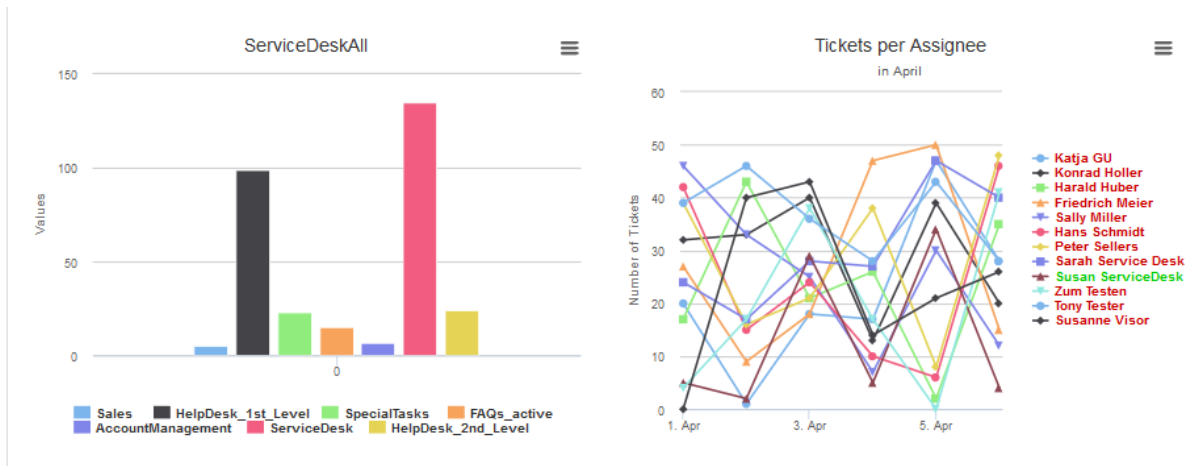 ServiceDeskAll
150
100
50
0
Values
0
Sales HelpDesk_1st_Level SpecialTasks FAQs_active
AccountManagement ServiceDesk HelpDesk_2nd_Level
Tickets per Assignee
in April
60
50
40
30
20
10
0
Number of Tickets
1. Apr 3. Apr 5. Apr
Katja GU
Konrad Holler
Harald Huber
Friedrich Meier
Sally Miller
Hans Schmidt
Peter Sellers
Sarah Service Desk
Susan ServiceDesk
Zum Testen
Tony Tester
Susanne Visor